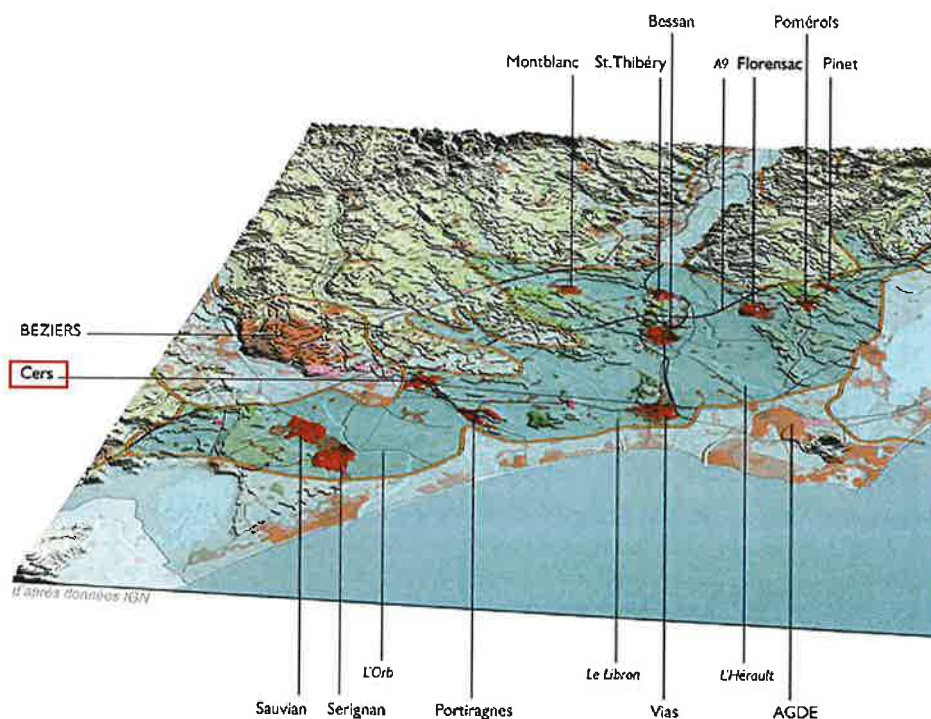 Bessan
Pomérols
Montblanc
St.Thibéry
A9
Florensac
Pinet
BEZIERS
Cers
d'après données IGN
L'Orb
Le Libron
L'Hérault
Sauvian
Serignan
Portiragnes
Vias
AGDE